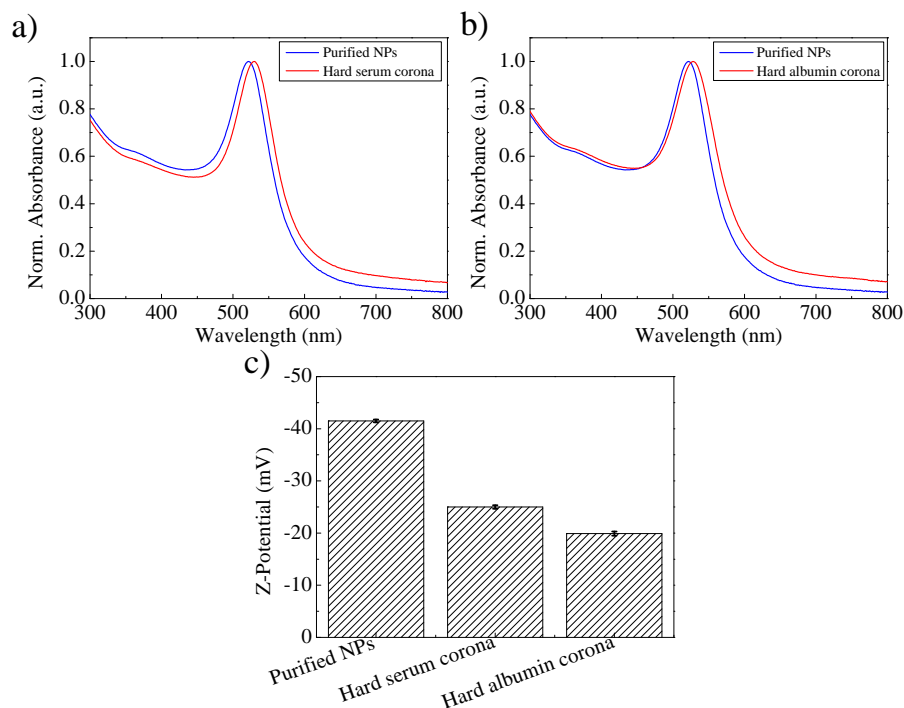 a)
Purified NPs
Hard serum corona
1.0
0.8
0.6
0.4
0.2
0.0
Norm. Absorbance (a.u.)
300 400 500 600 700 800
Wavelength (nm)
b)
Purified NPs
Hard albumin corona
1.0
0.8
0.6
0.4
0.2
0.0
Norm. Absorbance (a.u.)
300 400 500 600 700 800
Wavelength (nm)
c)
-50
-40
-30
-20
-10
0
Z-Potential (mV)
Purified NPs
Hard serum corona
Hard albumin corona